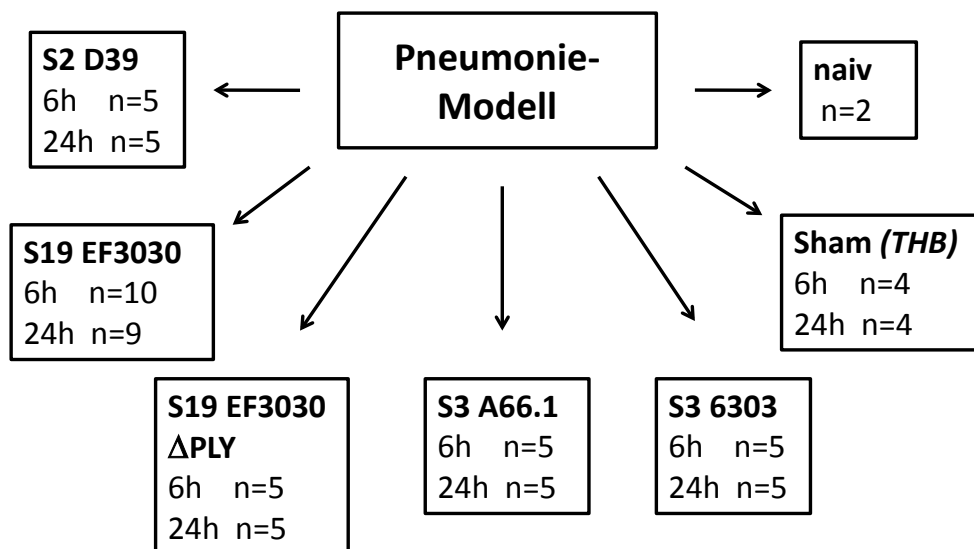 Pneumonie-
Modell
S2 D39
6h n=5
24h n=5
naiv
n=2
S19 EF3030
6h n=10
24h n=9
Sham (THB)
6h n=4
24h n=4
S19 EF3030
ΔPLY
6h n=5
24h n=5
S3 A66.1
6h n=5
24h n=5
S3 6303
6h n=5
24h n=5